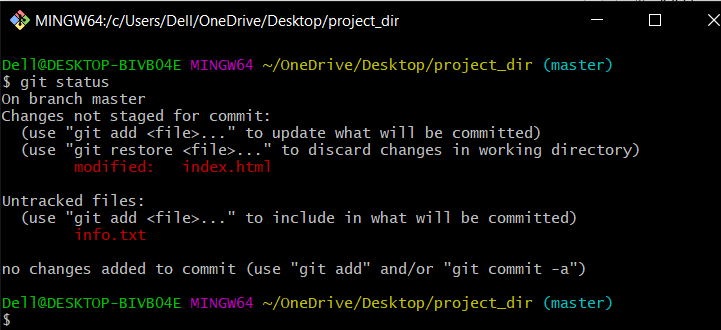 MINGW64:/c/Users/Dell/OneDrive/Desktop/project_dir
Dell@DESKTOP-BIVBO4E MINGW64 ~/OneDrive/Desktop/project_dir (master)
$ git status
On branch master
Changes not staged for commit:
  (use "git add <file>..." to update what will be committed)
  (use "git restore <file>..." to discard changes in working directory)
        modified:   index.html

Untracked files:
  (use "git add <file>..." to include in what will be committed)
        info.txt

no changes added to commit (use "git add" and/or "git commit -a")

Dell@DESKTOP-BIVBO4E MINGW64 ~/OneDrive/Desktop/project_dir (master)
$